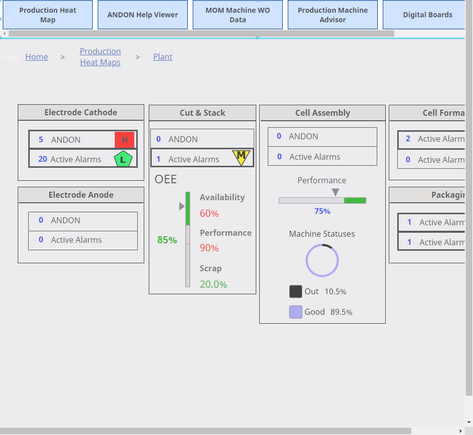 Production Heat
Map
ANDON Help Viewer
MOM Machine WO
Data
Production Machine
Advisor
Digital Boards
Home > Production
Heat Maps > Plant
Electrode Cathode
5 ANDON H
20 Active Alarms L
Electrode Anode
0 ANDON
0 Active Alarms
Cut & Stack
0 ANDON
1 Active Alarms M
OEE
Availability
60%
Performance
85% 90%
Scrap
20.0%
Cell Assembly
0 ANDON
0 Active Alarms
Performance
75%
Machine Statuses
Out 10.5%
Good 89.5%
Cell Forma
2 Active Alarm
0 Active Alarms
Packagin
1 Active Alarm
1 Active Alarms